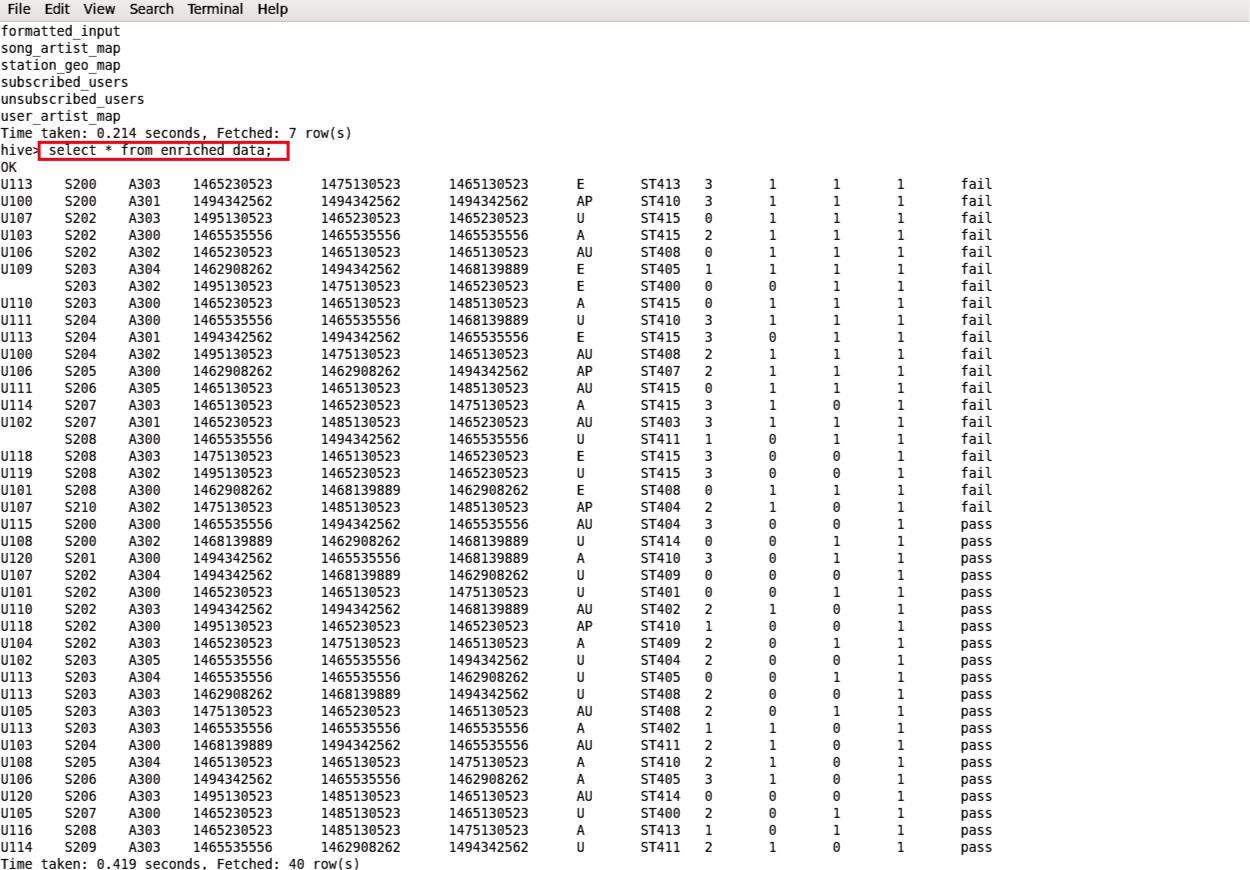 File Edit View Search Terminal Help
formatted_input
song_artist_map
station_geo_map
subscribed_users
unsubscribed_users
user_artist_map
Time taken: 0.214 seconds, Fetched: 7 row(s)
hive> select * from enriched data;
OK
U113 S200 A303 1465230523 1475130523 1465130523 E ST413 3 1 1 1 fail
U100 S200 A301 1494342562 1494342562 1494342562 AP ST410 3 1 1 1 fail
U107 S202 A303 1495130523 1465230523 1465230523 U ST415 0 1 1 1 fail
U103 S202 A300 1465535556 1465535556 1465535556 A ST415 2 1 1 1 fail
U106 S202 A302 1465230523 1465130523 1465130523 AU ST408 0 1 1 1 fail
U109 S203 A304 1462908262 1494342562 1468139889 E ST405 1 1 1 1 fail
S203 A302 1495130523 1475130523 1465230523 E ST400 0 0 1 1 fail
U110 S203 A300 1465230523 1465130523 1485130523 A ST415 0 1 1 1 fail
U111 S204 A300 1465535556 1465535556 1468139889 U ST410 3 1 1 1 fail
U113 S204 A301 1494342562 1494342562 1465535556 E ST415 3 0 1 1 fail
U100 S204 A302 1495130523 1475130523 1465130523 AU ST408 2 1 1 1 fail
U106 S205 A300 1462908262 1462908262 1494342562 AP ST407 2 1 1 1 fail
U111 S206 A305 1465130523 1465130523 1485130523 AU ST415 0 1 1 1 fail
U114 S207 A303 1465130523 1465230523 1475130523 A ST415 3 1 0 1 fail
U102 S207 A301 1465230523 1485130523 1465230523 AU ST403 3 1 1 1 fail
S208 A300 1465535556 1494342562 1465535556 U ST411 1 0 1 1 fail
U118 S208 A303 1475130523 1465130523 1465230523 E ST415 3 0 0 1 fail
U119 S208 A302 1495130523 1465230523 1465230523 U ST415 3 0 0 1 fail
U101 S208 A300 1462908262 1468139889 1462908262 E ST408 0 1 1 1 fail
U107 S210 A302 1475130523 1485130523 1485130523 AP ST404 2 1 0 1 fail
U115 S200 A300 1465535556 1494342562 1465535556 AU ST404 3 0 0 1 pass
U108 S200 A302 1468139889 1462908262 1468139889 U ST414 0 0 1 1 pass
U120 S201 A300 1494342562 1465535556 1468139889 A ST410 3 0 1 1 pass
U107 S202 A304 1494342562 1468139889 1462908262 U ST409 0 0 0 1 pass
U101 S202 A300 1465230523 1465130523 1475130523 U ST401 0 0 1 1 pass
U110 S202 A303 1494342562 1494342562 1468139889 AU ST402 2 1 0 1 pass
U118 S202 A300 1495130523 1465230523 1465230523 AP ST410 1 0 0 1 pass
U104 S202 A303 1465230523 1475130523 1465130523 A ST409 2 0 1 1 pass
U102 S203 A305 1465535556 1465535556 1494342562 U ST404 2 0 0 1 pass
U113 S203 A304 1465535556 1465535556 1462908262 U ST405 0 0 1 1 pass
U113 S203 A303 1462908262 1468139889 1494342562 U ST408 2 0 0 1 pass
U105 S203 A303 1475130523 1465230523 1465130523 AU ST408 2 0 1 1 pass
U113 S203 A303 1465535556 1465535556 1465535556 A ST402 1 1 0 1 pass
U103 S204 A300 1468139889 1494342562 1465535556 AU ST411 2 1 0 1 pass
U108 S205 A304 1465130523 1465130523 1475130523 A ST410 2 1 0 1 pass
U106 S206 A300 1494342562 1465535556 1462908262 A ST405 3 1 0 1 pass
U120 S206 A303 1495130523 1485130523 1465130523 AU ST414 0 0 0 1 pass
U105 S207 A300 1465230523 1485130523 1465130523 U ST400 2 0 1 1 pass
U116 S208 A303 1465230523 1485130523 1475130523 A ST413 1 0 1 1 pass
U114 S209 A303 1465535556 1462908262 1494342562 U ST411 2 1 0 1 pass
Time taken: 0.419 seconds, Fetched: 40 row(s)